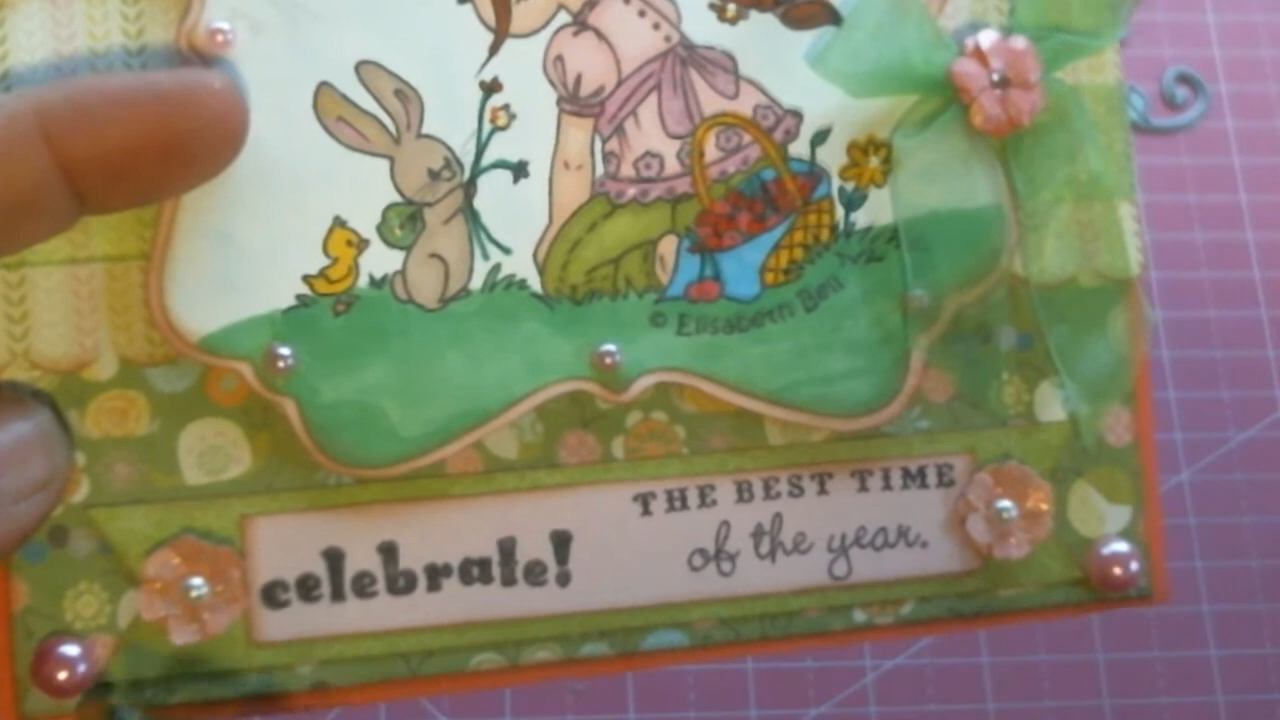 © Elisabeth Bell
celebrate!
THE BEST TIME
of the year.